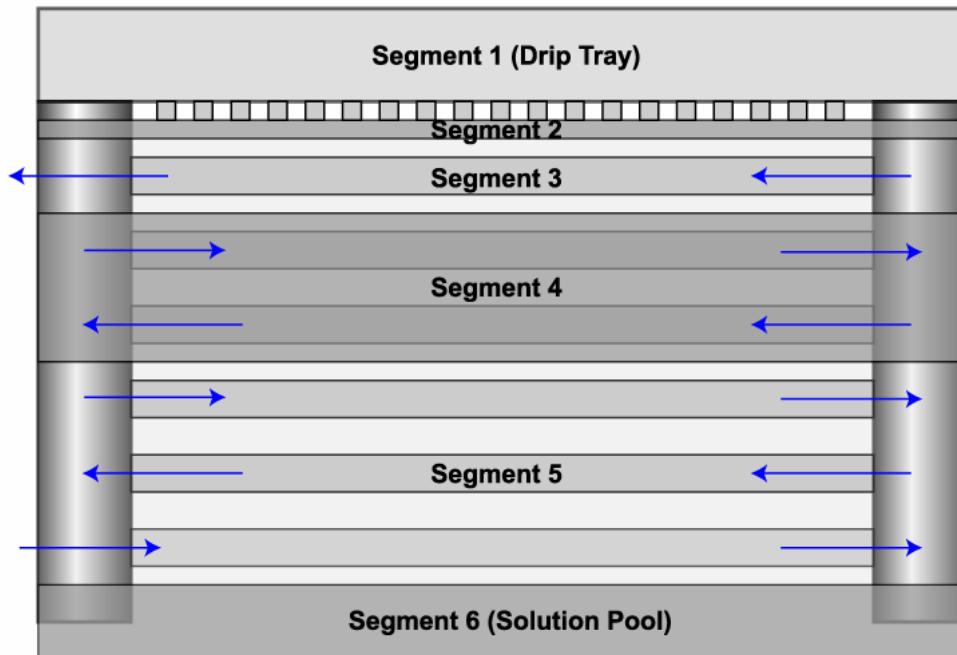 Segment 1 (Drip Tray)
Segment 2
Segment 3
Segment 4
Segment 5
Segment 6 (Solution Pool)